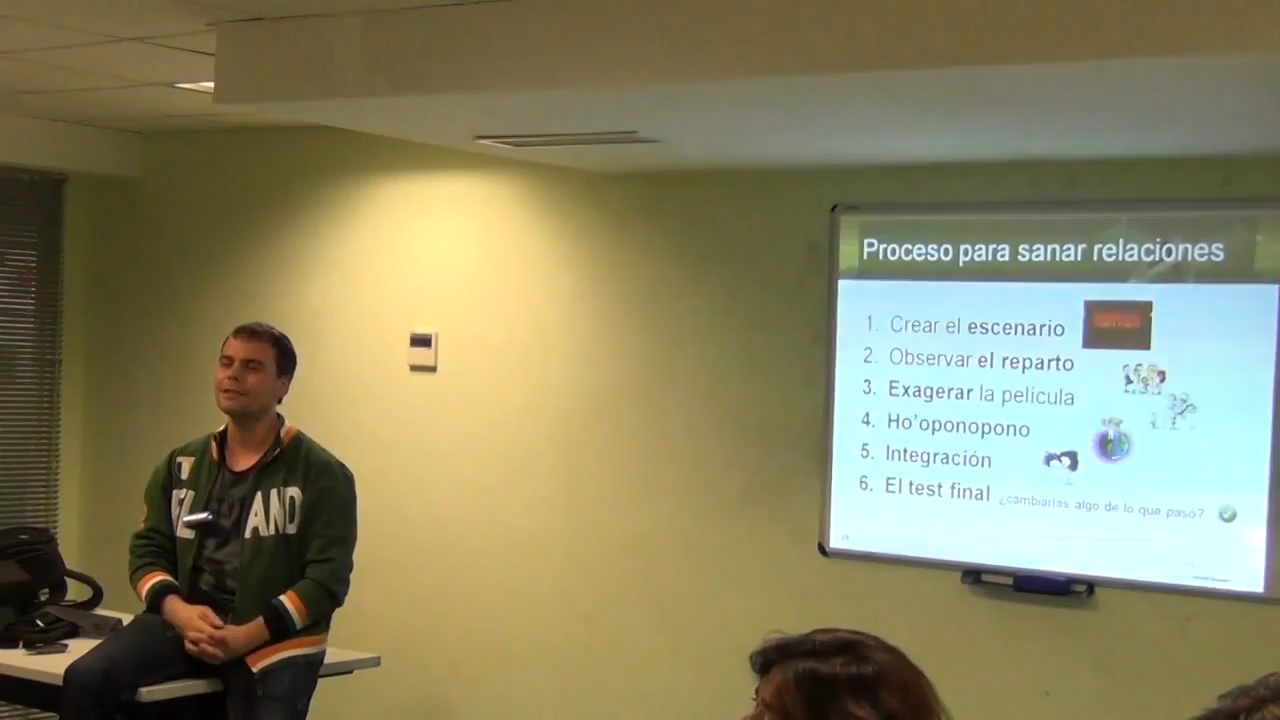 Proceso para sanar relaciones
1. Crear el escenario
2. Observar el reparto
3. Exagerar la película
4. Ho'oponopono
5. Integración
6. El test final ¿cambiarías algo de lo que pasó?
AND